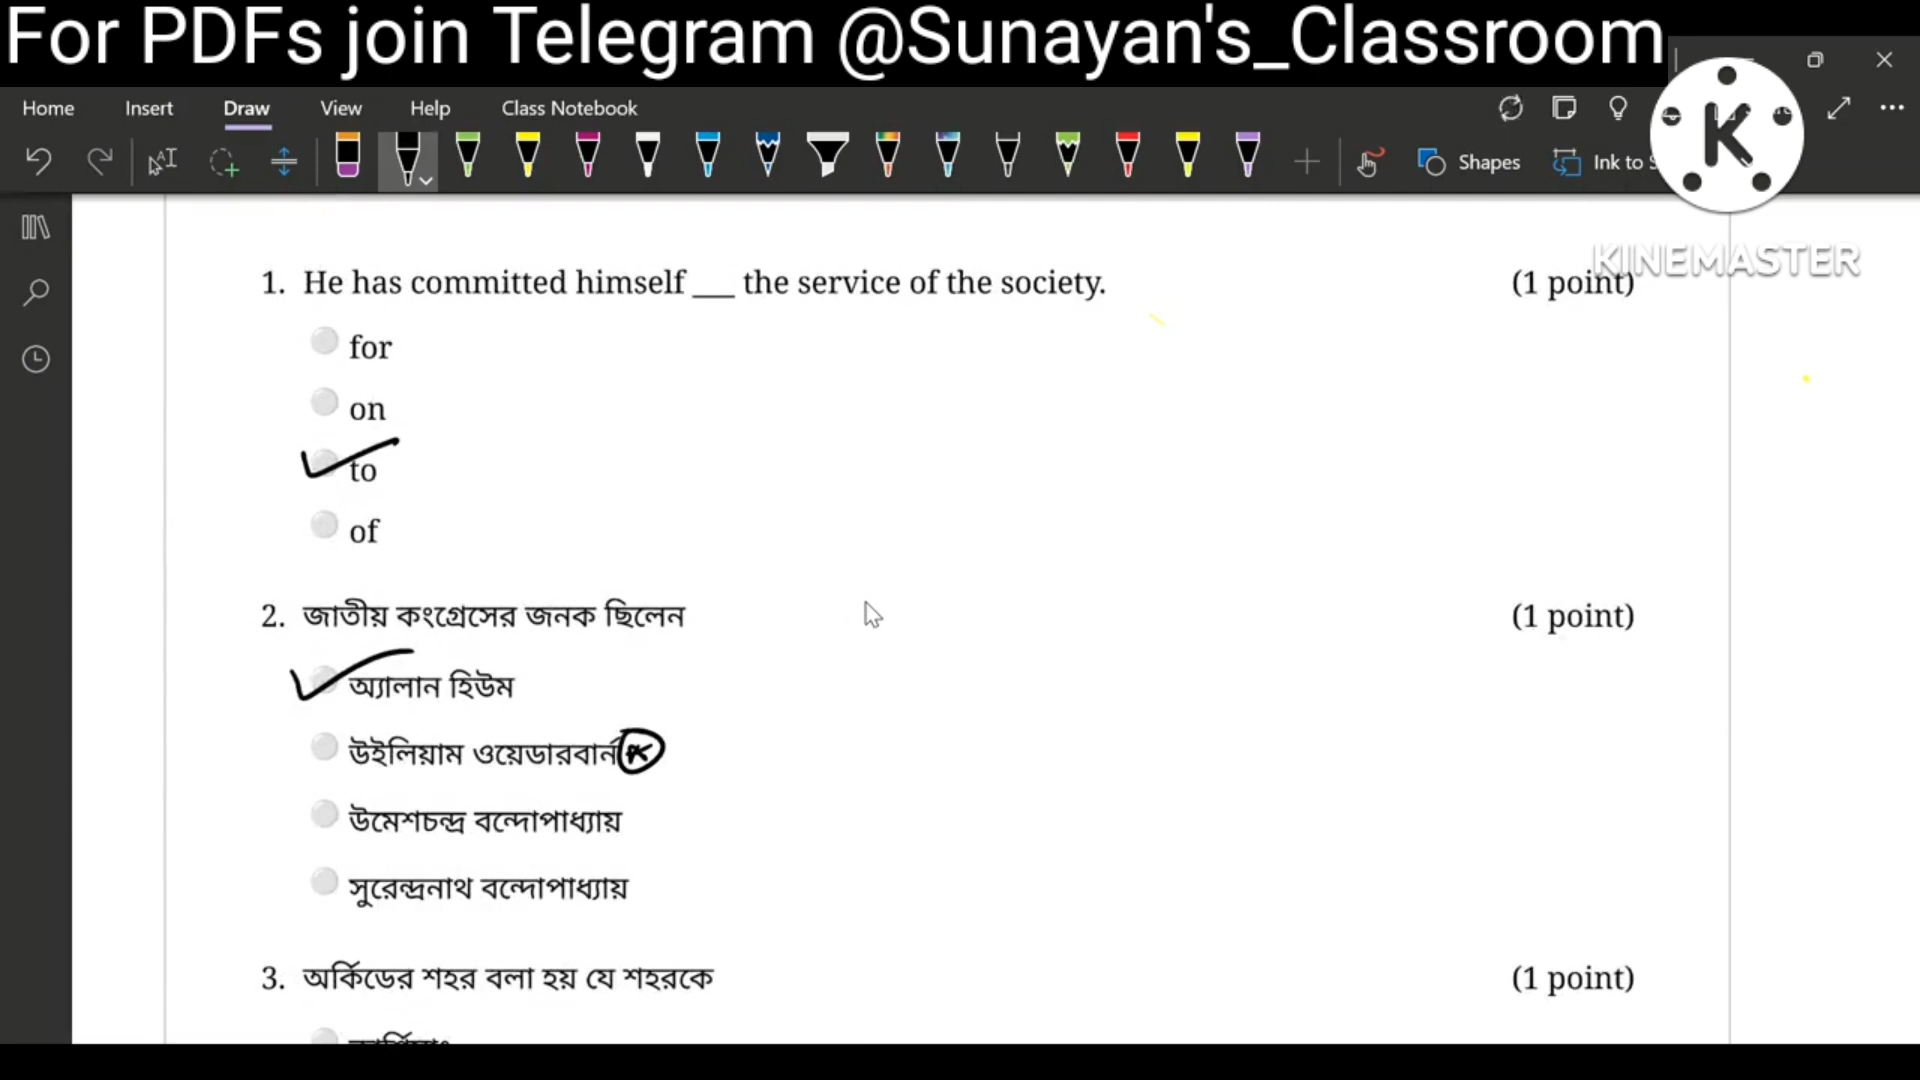 For PDFs join Telegram @Sunayan's_Classroom
Home Insert Draw View Help Class Notebook
Shapes Ink to S
K
KINEMASTER
1. He has committed himself ___ the service of the society. (1 point)
for
on
to
of
2. জাতীয় কংগ্রেসের জনক ছিলেন (1 point)
অ্যালান হিউম
উইলিয়াম ওয়েডারবার্ন
উমেশচন্দ্র বন্দোপাধ্যায়
সুরেন্দ্রনাথ বন্দোপাধ্যায়
3. অর্কিডের শহর বলা হয় যে শহরকে (1 point)